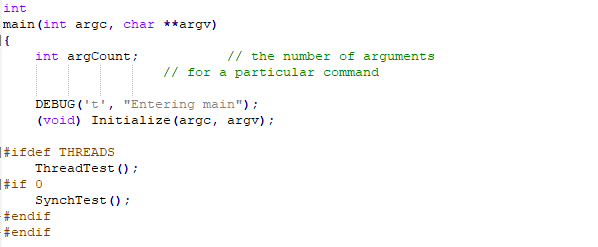 int
main(int argc, char **argv)
{
    int argCount;            // the number of arguments
                    // for a particular command
    DEBUG('t', "Entering main");
    (void) Initialize(argc, argv);
#ifdef THREADS
    ThreadTest();
#if 0
    SynchTest();
#endif
#endif